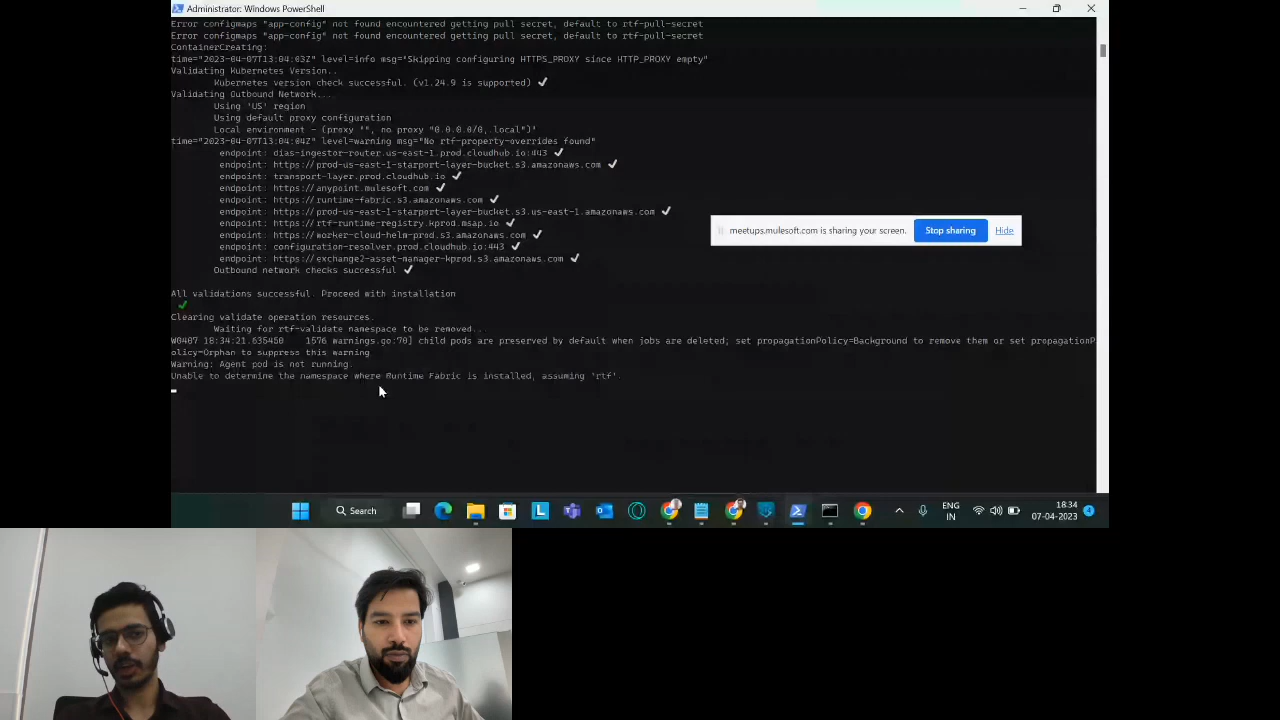 Administrator: Windows PowerShell
Error configmaps "app-config" not found encountered getting pull secret, default to rtf-pull-secret
Error configmaps "app-config" not found encountered getting pull secret, default to rtf-pull-secret
ContainerCreating:
time="2023-04-07T13:04:03Z" level=info msg="Skipping configuring HTTPS_PROXY since HTTP_PROXY empty"
Validating Kubernetes Version..
Kubernetes version check successful. (v1.24.9 is supported) ✔
Validating Outbound Network...
Using 'US' region
Using default proxy configuration
Local environment - (proxy "", no proxy "0.0.0.0/0, local")'
time="2023-04-07T13:04:04Z" level=warning msg="No rtf-property-overrides found"
endpoint: dias-ingestor-router.us-east-1.prod.cloudhub.io:443 ✔
endpoint: https://prod-us-east-1-starport-layer-bucket.s3.amazonaws.com ✔
endpoint: transport-layer.prod.cloudhub.io ✔
endpoint: https://anypoint.mulesoft.com ✔
endpoint: https://runtime-fabric.s3.amazonaws.com ✔
endpoint: https://prod-us-east-1-starport-layer-bucket.s3.us-east-1.amazonaws.com ✔
endpoint: https://rtf-runtime-registry.kprod.msap.io ✔
endpoint: https://worker-cloud-helm-prod.s3.amazonaws.com ✔
endpoint: configuration-resolver.prod.cloudhub.io:443 ✔
endpoint: https://exchange2-asset-manager-kprod.s3.amazonaws.com ✔
Outbound network checks successful ✔
All validations successful. Proceed with installation
✔
Clearing validate operation resources.
Waiting for rtf-validate namespace to be removed..
W0407 18:34:21.635450 1576 warnings.go:70] child pods are preserved by default when jobs are deleted; set propagationPolicy=Background to remove them or set propagationP
olicy=Orphan to suppress this warning
Warning: Agent pod is not running.
Unable to determine the namespace where Runtime Fabric is installed, assuming 'rtf'.
meetups.mulesoft.com is sharing your screen.
Stop sharing
Hide
Search
ENG
IN
18:34
07-04-2023
4